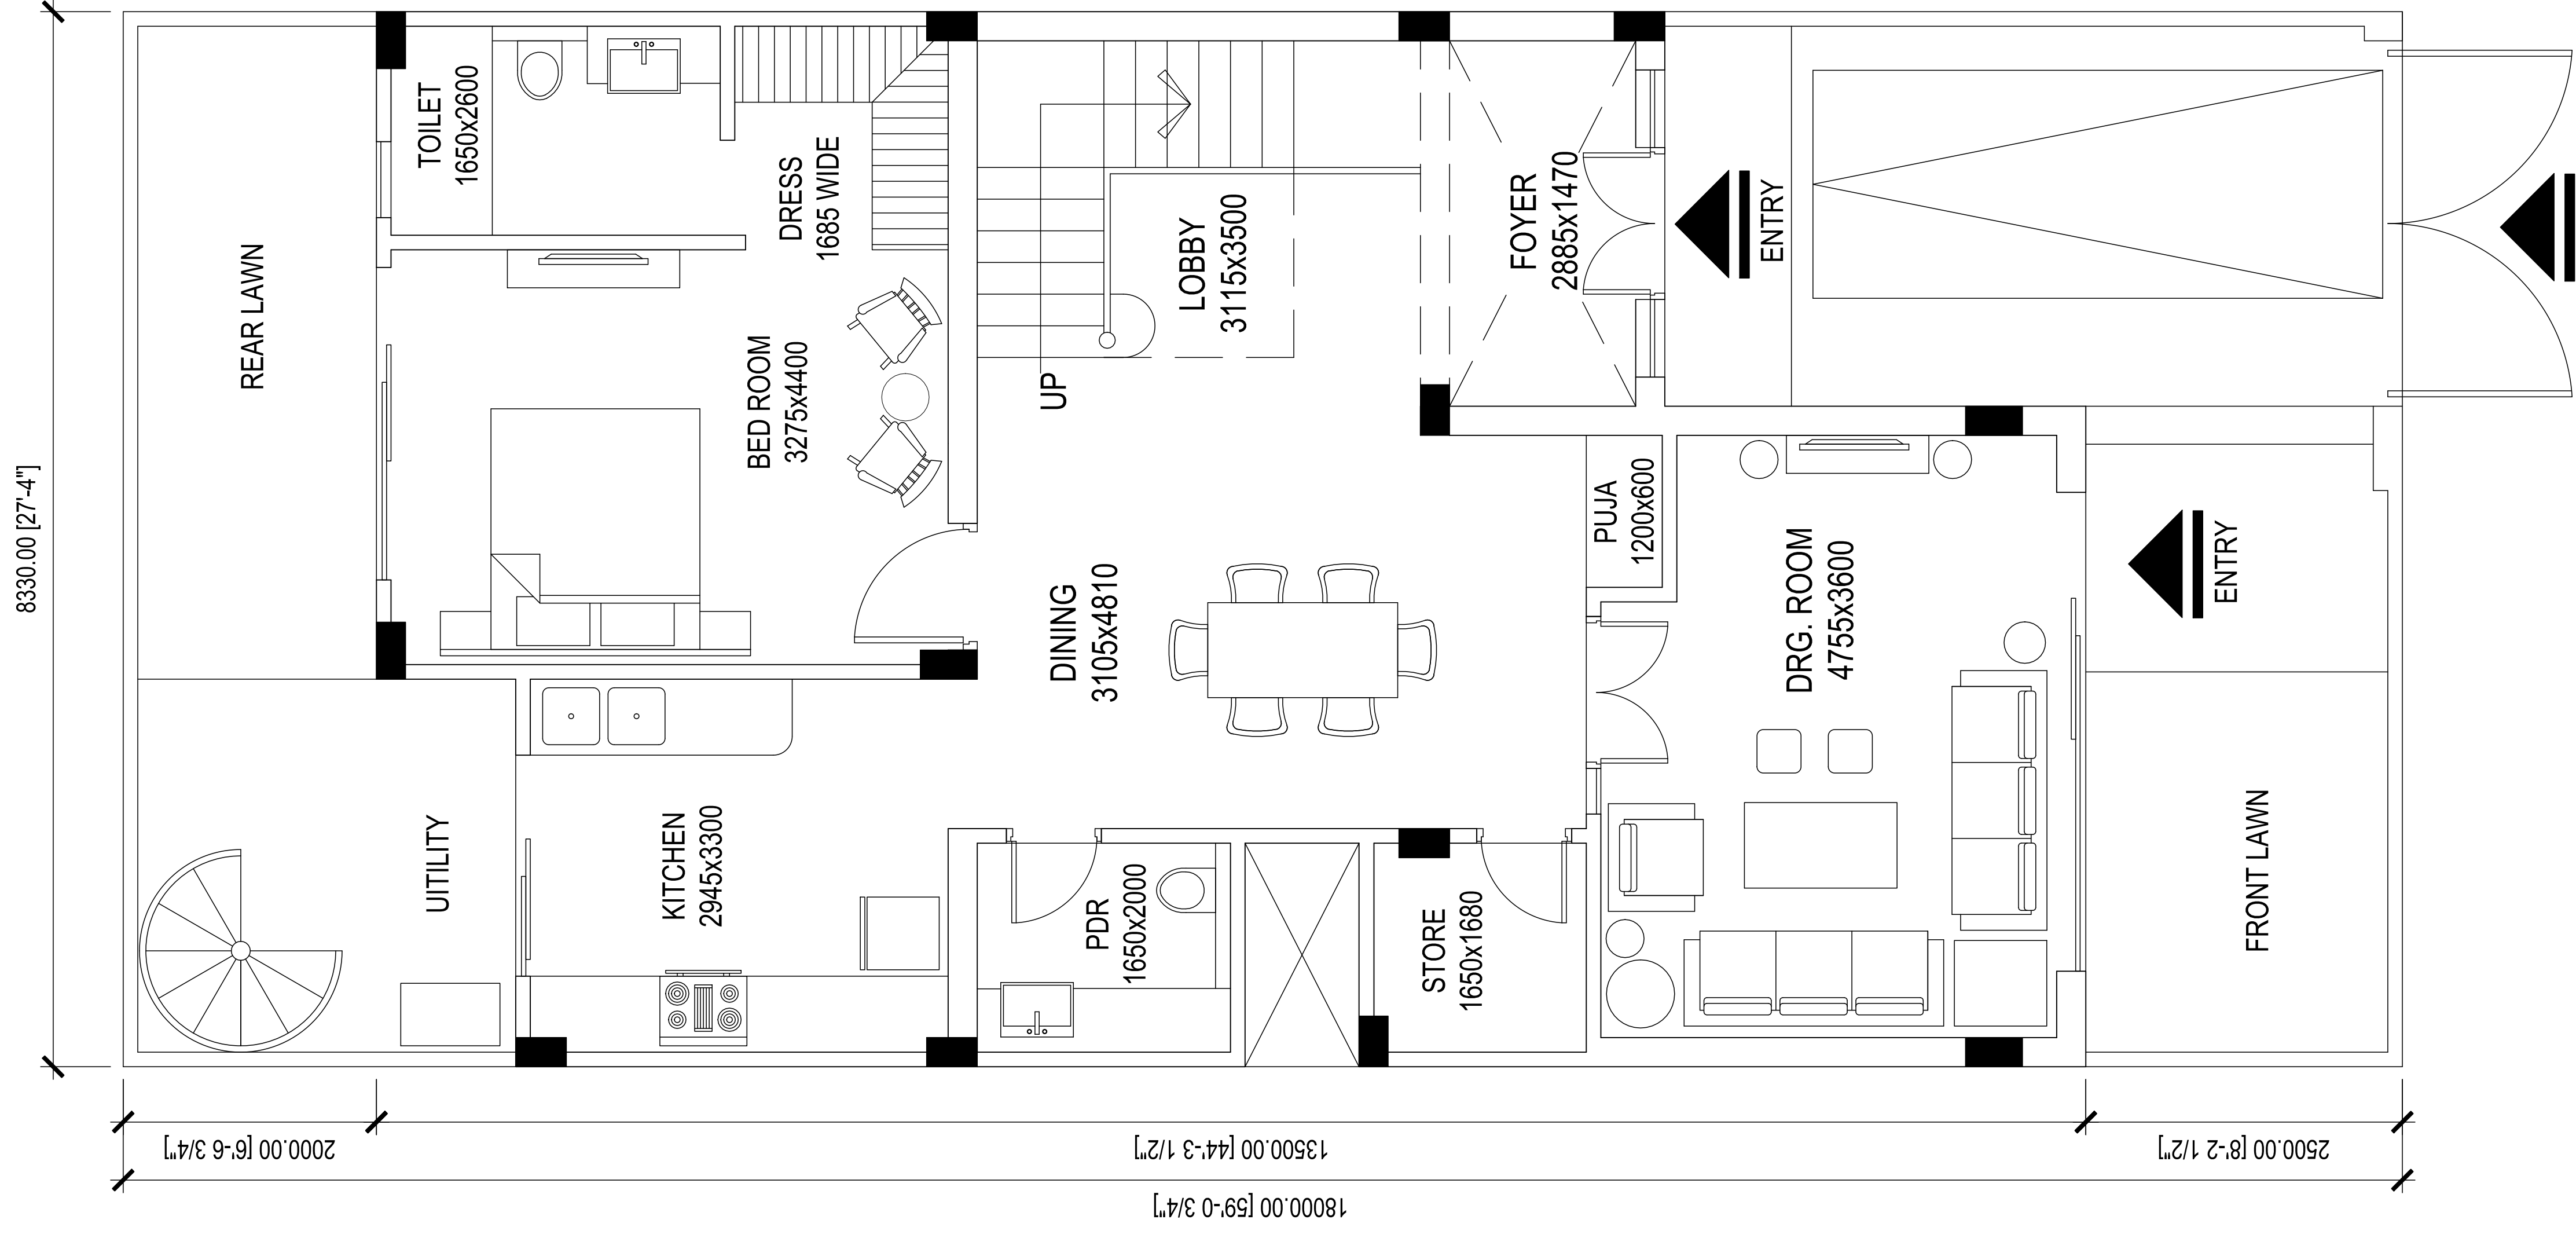 8330.00 [27'-4"]
REAR LAWN
TOILET
1650x2600
DRESS
1685 WIDE
BED ROOM
3275x4400
UP
LOBBY
3115x3500
FOYER
2885x1470
ENTRY
DINING
3105x4810
PUJA
1200x600
DRG. ROOM
4755x3600
ENTRY
UITILITY
KITCHEN
2945x3300
PDR
1650x2000
STORE
1650x1680
FRONT LAWN
2000.00 [6'-6 3/4"]
13500.00 [44'-3 1/2"]
2500.00 [8'-2 1/2"]
18000.00 [59'-0 3/4"]